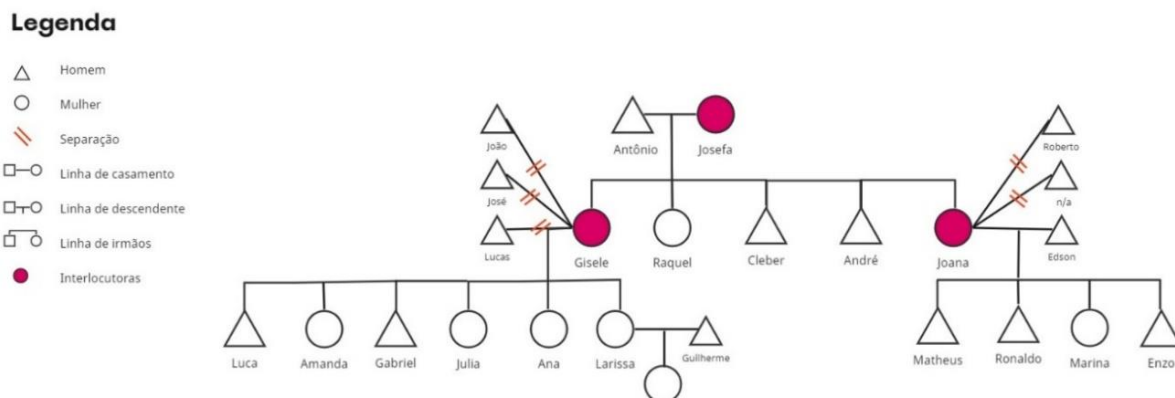 Legenda
Homem
Mulher
Separação
Linha de casamento
Linha de descendente
Linha de irmãos
Interlocutoras
João
Antônio
Josefa
Roberto
José
n/a
Lucas
Gisele
Raquel
Cleber
André
Joana
Edson
Luca
Amanda
Gabriel
Julia
Ana
Larissa
Guilherme
Matheus
Ronaldo
Marina
Enzo